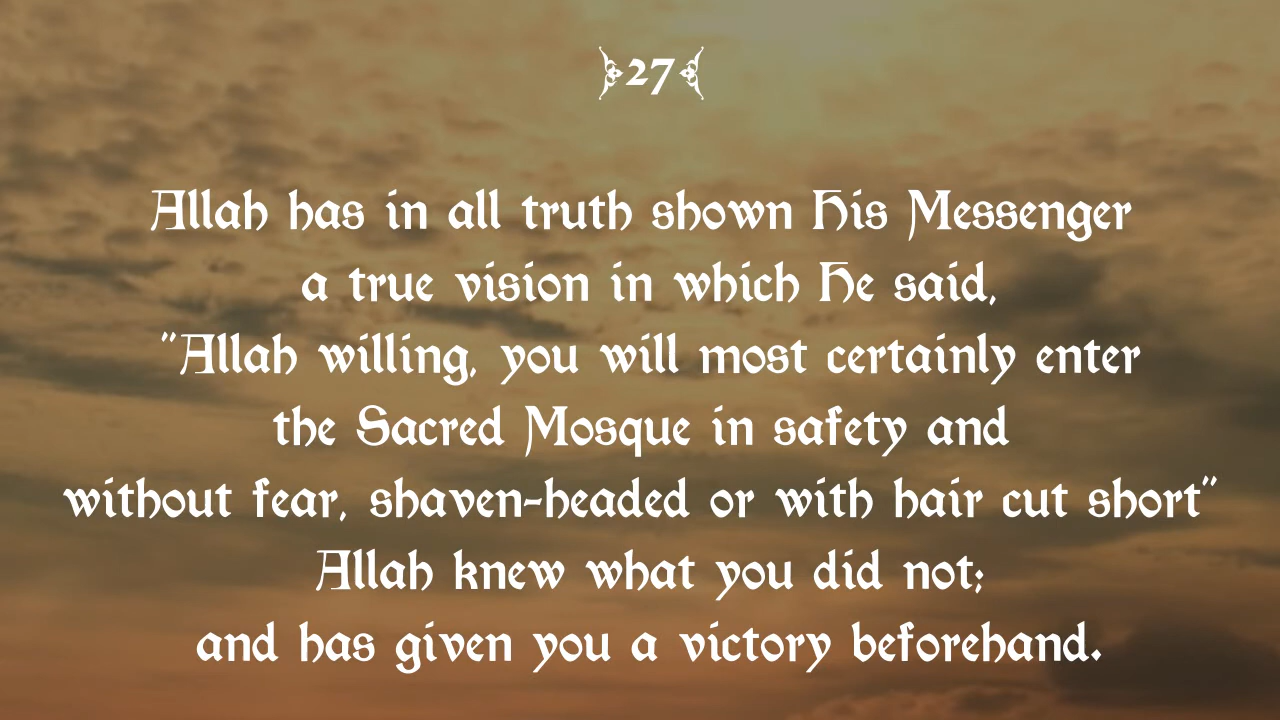 27
Allah has in all truth shown His Messenger
a true vision in which He said,
"Allah willing, you will most certainly enter
the Sacred Mosque in safety and
without fear, shaven-headed or with hair cut short"
Allah knew what you did not;
and has given you a victory beforehand.